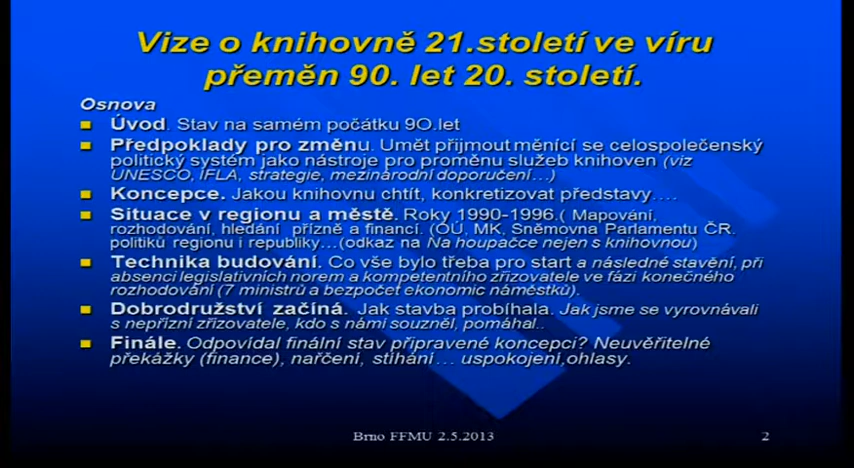 Vize o knihovně 21.století ve víru
přeměn 90. let 20. století.
Osnova
Úvod. Stav na samém počátku 9O.let
Předpoklady pro změnu. Umět přijmout měnící se celospolečenský
politický systém jako nástroje pro proměnu služeb knihoven (viz
UNESCO, IFLA, strategie, mezinárodní doporučení…)
Koncepce. Jakou knihovnu chtít, konkretizovat představy….
Situace v regionu a městě. Roky 1990-1996.( Mapování,
rozhodování, hledání přízně a financí. (OÚ, MK, Sněmovna Parlamentu ČR.
politiků regionu i republiky…(odkaz na Na houpačce nejen s knihovnou)
Technika budování. Co vše bylo třeba pro start a následné stavění, při
absenci legislativních norem a kompetentního zřizovatele ve fázi konečného
rozhodování (7 ministrů a bezpočet ekonomic náměstků).
Dobrodružství začíná. Jak stavba probíhala. Jak jsme se vyrovnávali
s nepřízní zřizovatele, kdo s námi souzněl, pomáhal..
Finále. Odpovídal finální stav připravené koncepci? Neuvěřitelné
překážky (finance), nařčení, stíhání… uspokojení,ohlasy.
Brno FFMU 2.5.2013
2